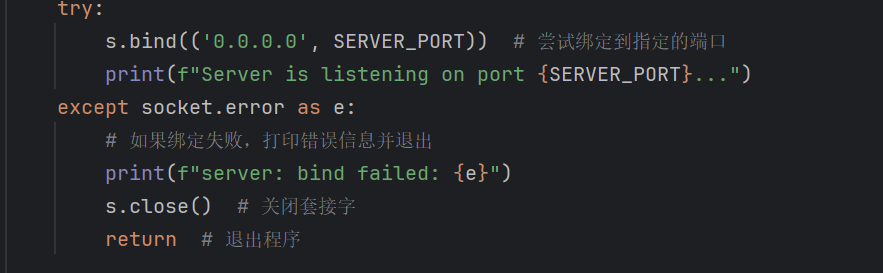 try:
    s.bind(('0.0.0.0', SERVER_PORT))  # 尝试绑定到指定的端口
    print(f"Server is listening on port {SERVER_PORT}...")
except socket.error as e:
    # 如果绑定失败，打印错误信息并退出
    print(f"server: bind failed: {e}")
    s.close()  # 关闭套接字
    return  # 退出程序